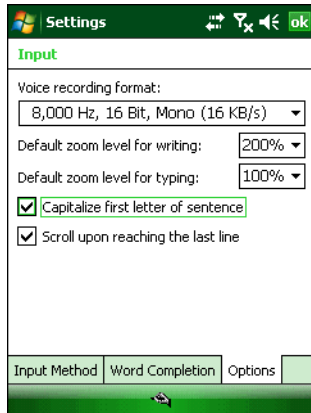 Settings ok
Input
Voice recording format:
8,000 Hz, 16 Bit, Mono (16 KB/s)
Default zoom level for writing: 200%
Default zoom level for typing: 100%
Capitalize first letter of sentence
Scroll upon reaching the last line
Input Method Word Completion Options